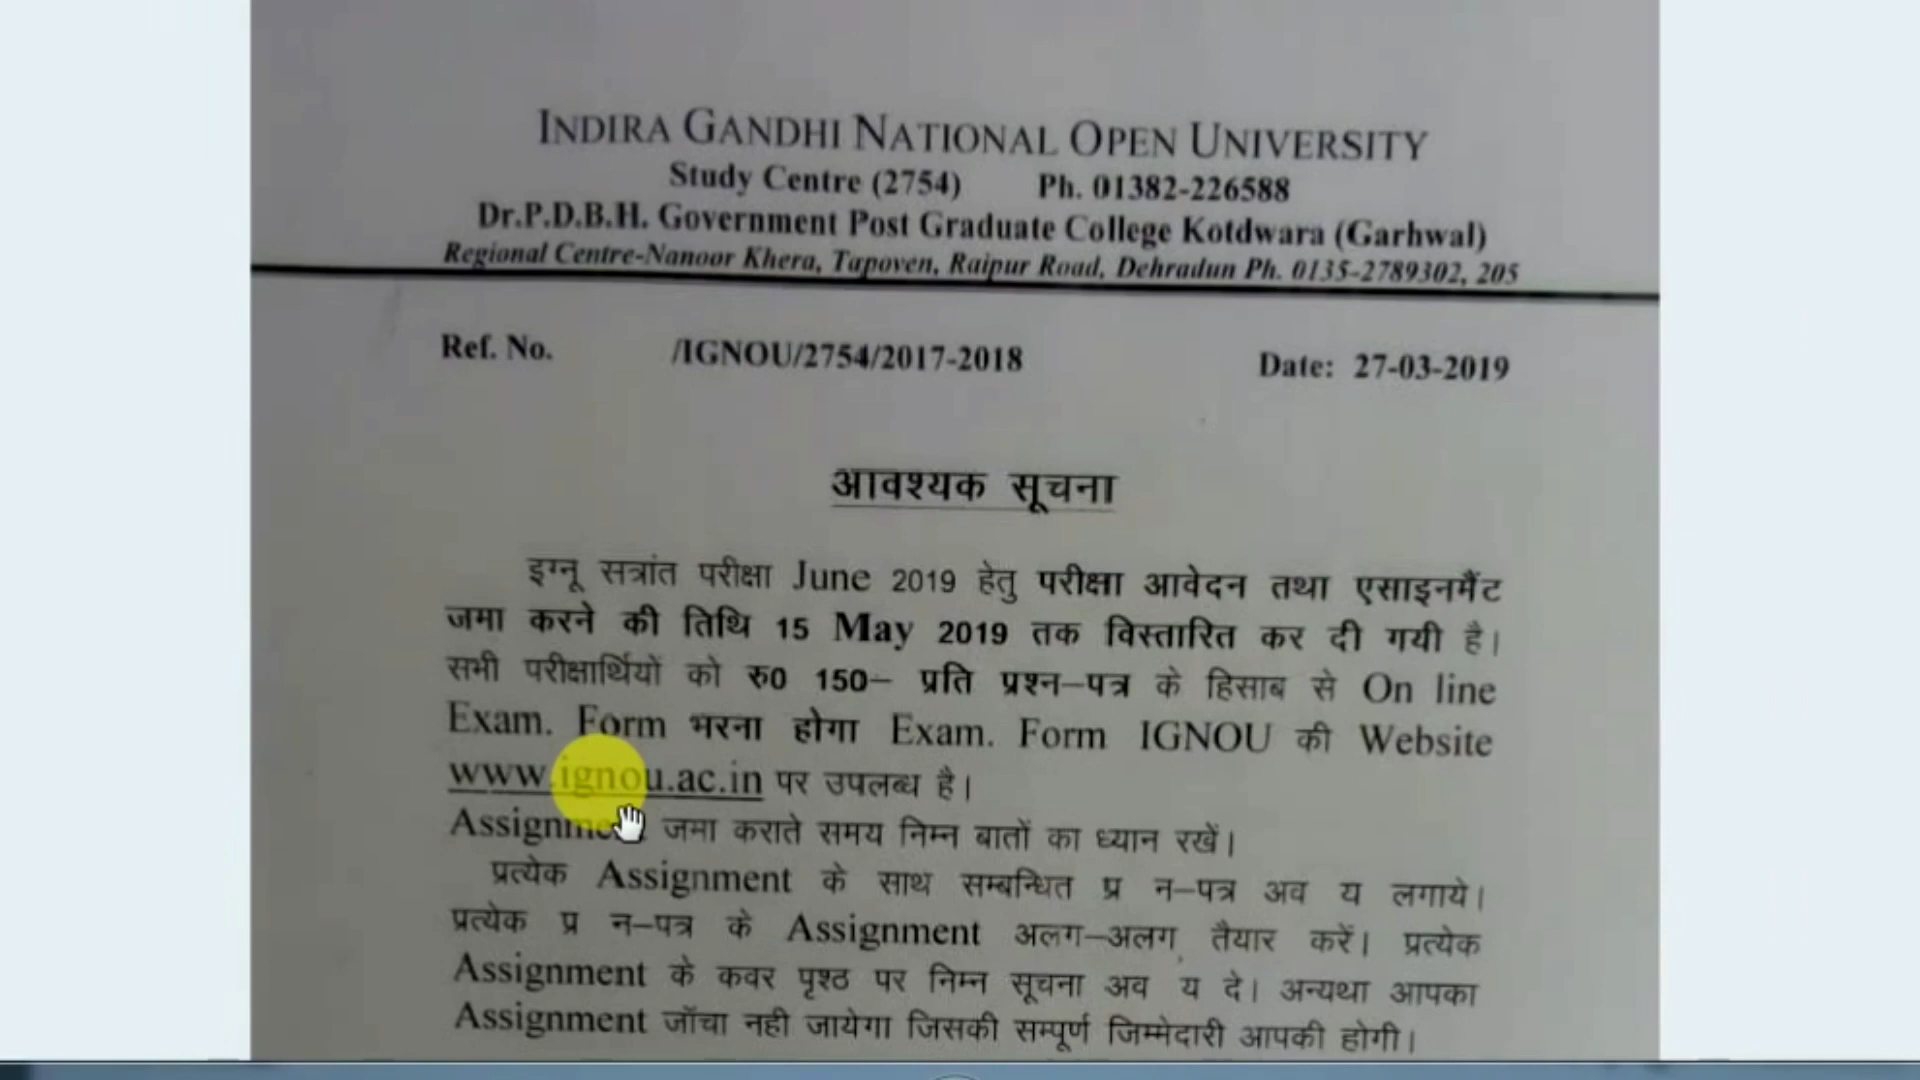 INDIRA GANDHI NATIONAL OPEN UNIVERSITY
Study Centre (2754) Ph. 01382-226588
Dr.P.D.B.H. Government Post Graduate College Kotdwara (Garhwal)
Regional Centre-Nanoor Khera, Tapoven, Raipur Road, Dehradun Ph. 0135-2789302, 205
Ref. No. /IGNOU/2754/2017-2018 Date: 27-03-2019
आवश्यक सूचना
इग्नू सत्रांत परीक्षा June 2019 हेतु परीक्षा आवेदन तथा एसाइनमैंट
जमा करने की तिथि 15 May 2019 तक विस्तारित कर दी गयी है।
सभी परीक्षार्थियों को रु0 150– प्रति प्रश्न–पत्र के हिसाब से On line
Exam. Form भरना होगा Exam. Form IGNOU की Website
www.ignou.ac.in पर उपलब्ध है।
Assignment जमा कराते समय निम्न बातों का ध्यान रखें।
प्रत्येक Assignment के साथ सम्बन्धित प्र न–पत्र अव य लगाये।
प्रत्येक प्र न–पत्र के Assignment अलग–अलग तैयार करें। प्रत्येक
Assignment के कवर पृश्ठ पर निम्न सूचना अव य दे। अन्यथा आपका
Assignment जॉचा नही जायेगा जिसकी सम्पूर्ण जिम्मेदारी आपकी होगी।